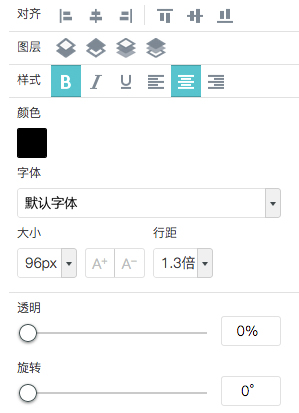 对齐
图层
样式 B I U
颜色
字体
默认字体
大小 行距
96px A+ A− 1.3倍
透明
0%
旋转
0°